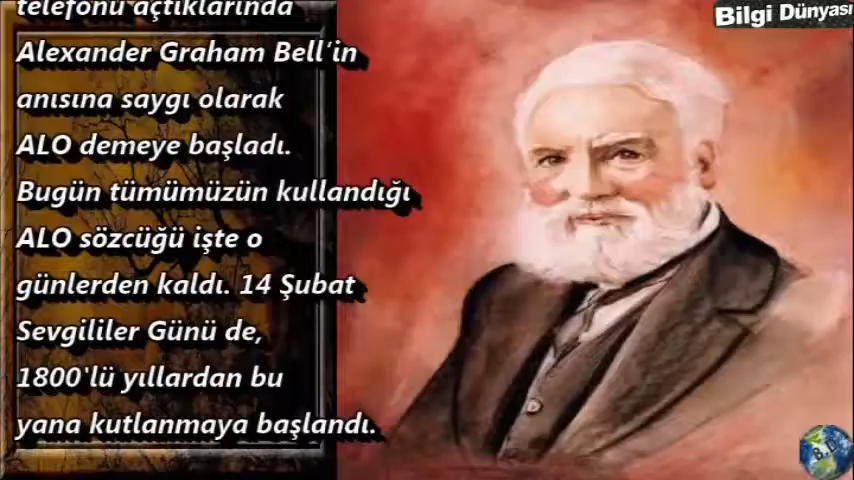 telefonu açtıklarında
Alexander Graham Bell'in
anısına saygı olarak
ALO demeye başladı.
Bugün tümümüzün kullandığı
ALO sözcüğü işte o
günlerden kaldı. 14 Şubat
Sevgililer Günü de,
1800'lü yıllardan bu
yana kutlanmaya başlandı.
Bilgi Dünyası
B.D